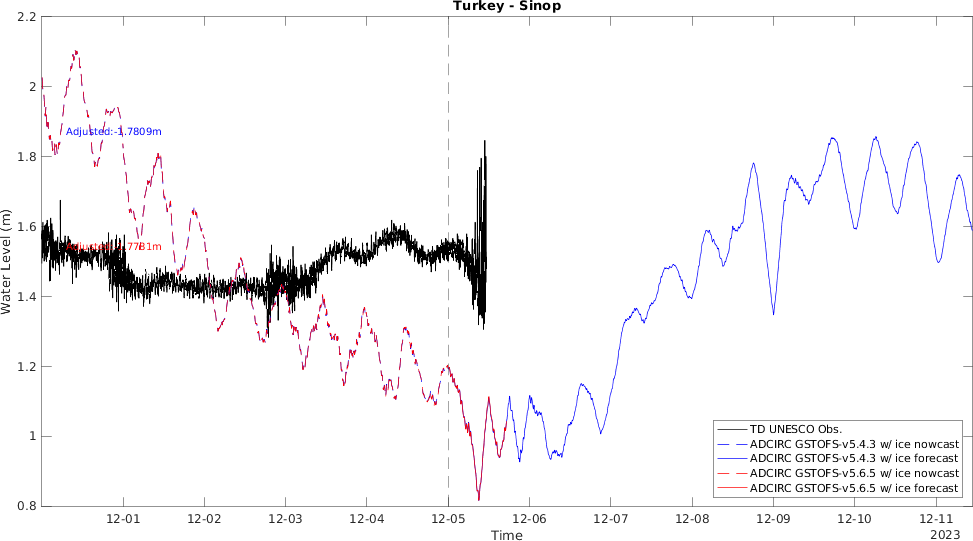 Turkey - Sinop
2.2
2
1.8
1.6
1.4
1.2
1
0.8
Water Level (m)
Adjusted:-1.7809m
Adjusted:-1.7781m
12-01
12-02
12-03
12-04
12-05
12-06
12-07
12-08
12-09
12-10
12-11
2023
Time
TD UNESCO Obs.
ADCIRC GSTOFS-v5.4.3 w/ ice nowcast
ADCIRC GSTOFS-v5.4.3 w/ ice forecast
ADCIRC GSTOFS-v5.6.5 w/ ice nowcast
ADCIRC GSTOFS-v5.6.5 w/ ice forecast